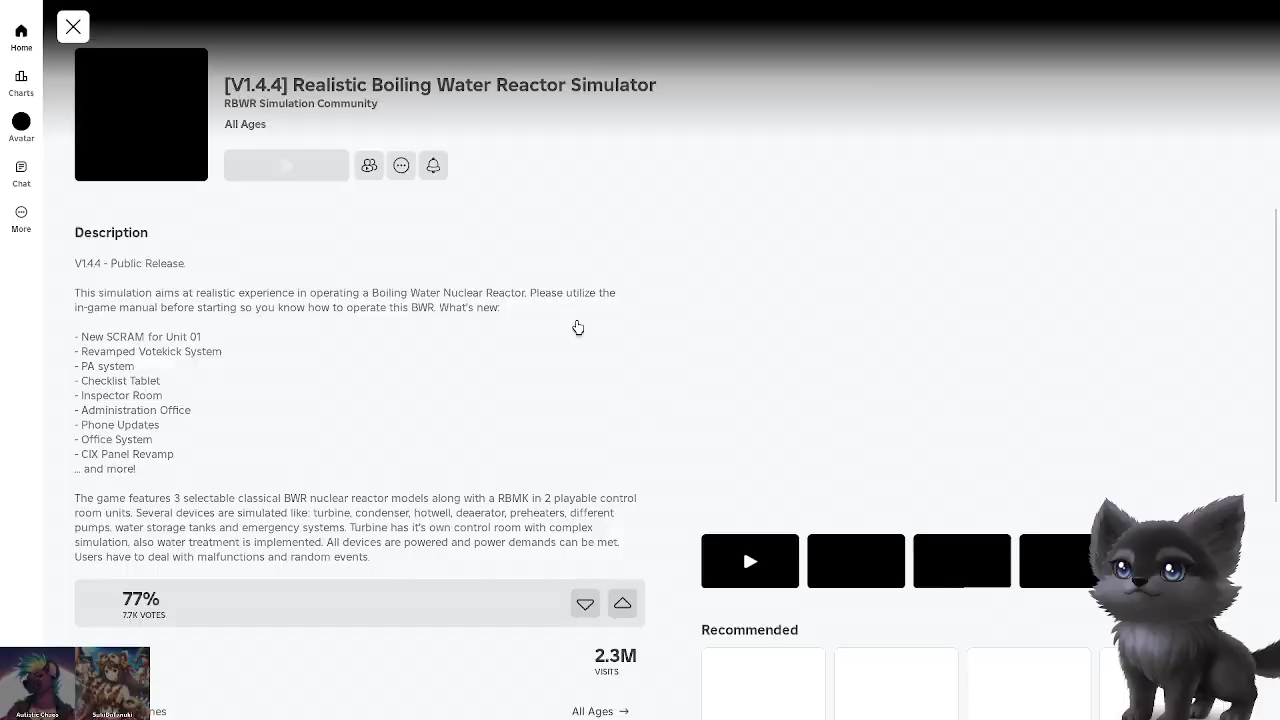 Home
Charts
Avatar
Chat
More
[V1.4.4] Realistic Boiling Water Reactor Simulator
RBWR Simulation Community
All Ages
Description
V1.4.4 - Public Release.
This simulation aims at realistic experience in operating a Boiling Water Nuclear Reactor. Please utilize the
in-game manual before starting so you know how to operate this BWR. What's new:
- New SCRAM for Unit 01
- Revamped Votekick System
- PA system
- Checklist Tablet
- Inspector Room
- Administration Office
- Phone Updates
- Office System
- CIX Panel Revamp
... and more!
The game features 3 selectable classical BWR nuclear reactor models along with a RBMK in 2 playable control
room units. Several devices are simulated like: turbine, condenser, hotwell, deaerator, preheaters, different
pumps, water storage tanks and emergency systems. Turbine has it's own control room with complex
simulation, also water treatment is implemented. All devices are powered and power demands can be met.
Users have to deal with malfunctions and random events.
77%
7.7K VOTES
2.3M
VISITS
All Ages →
Recommended
Autistic Chaos